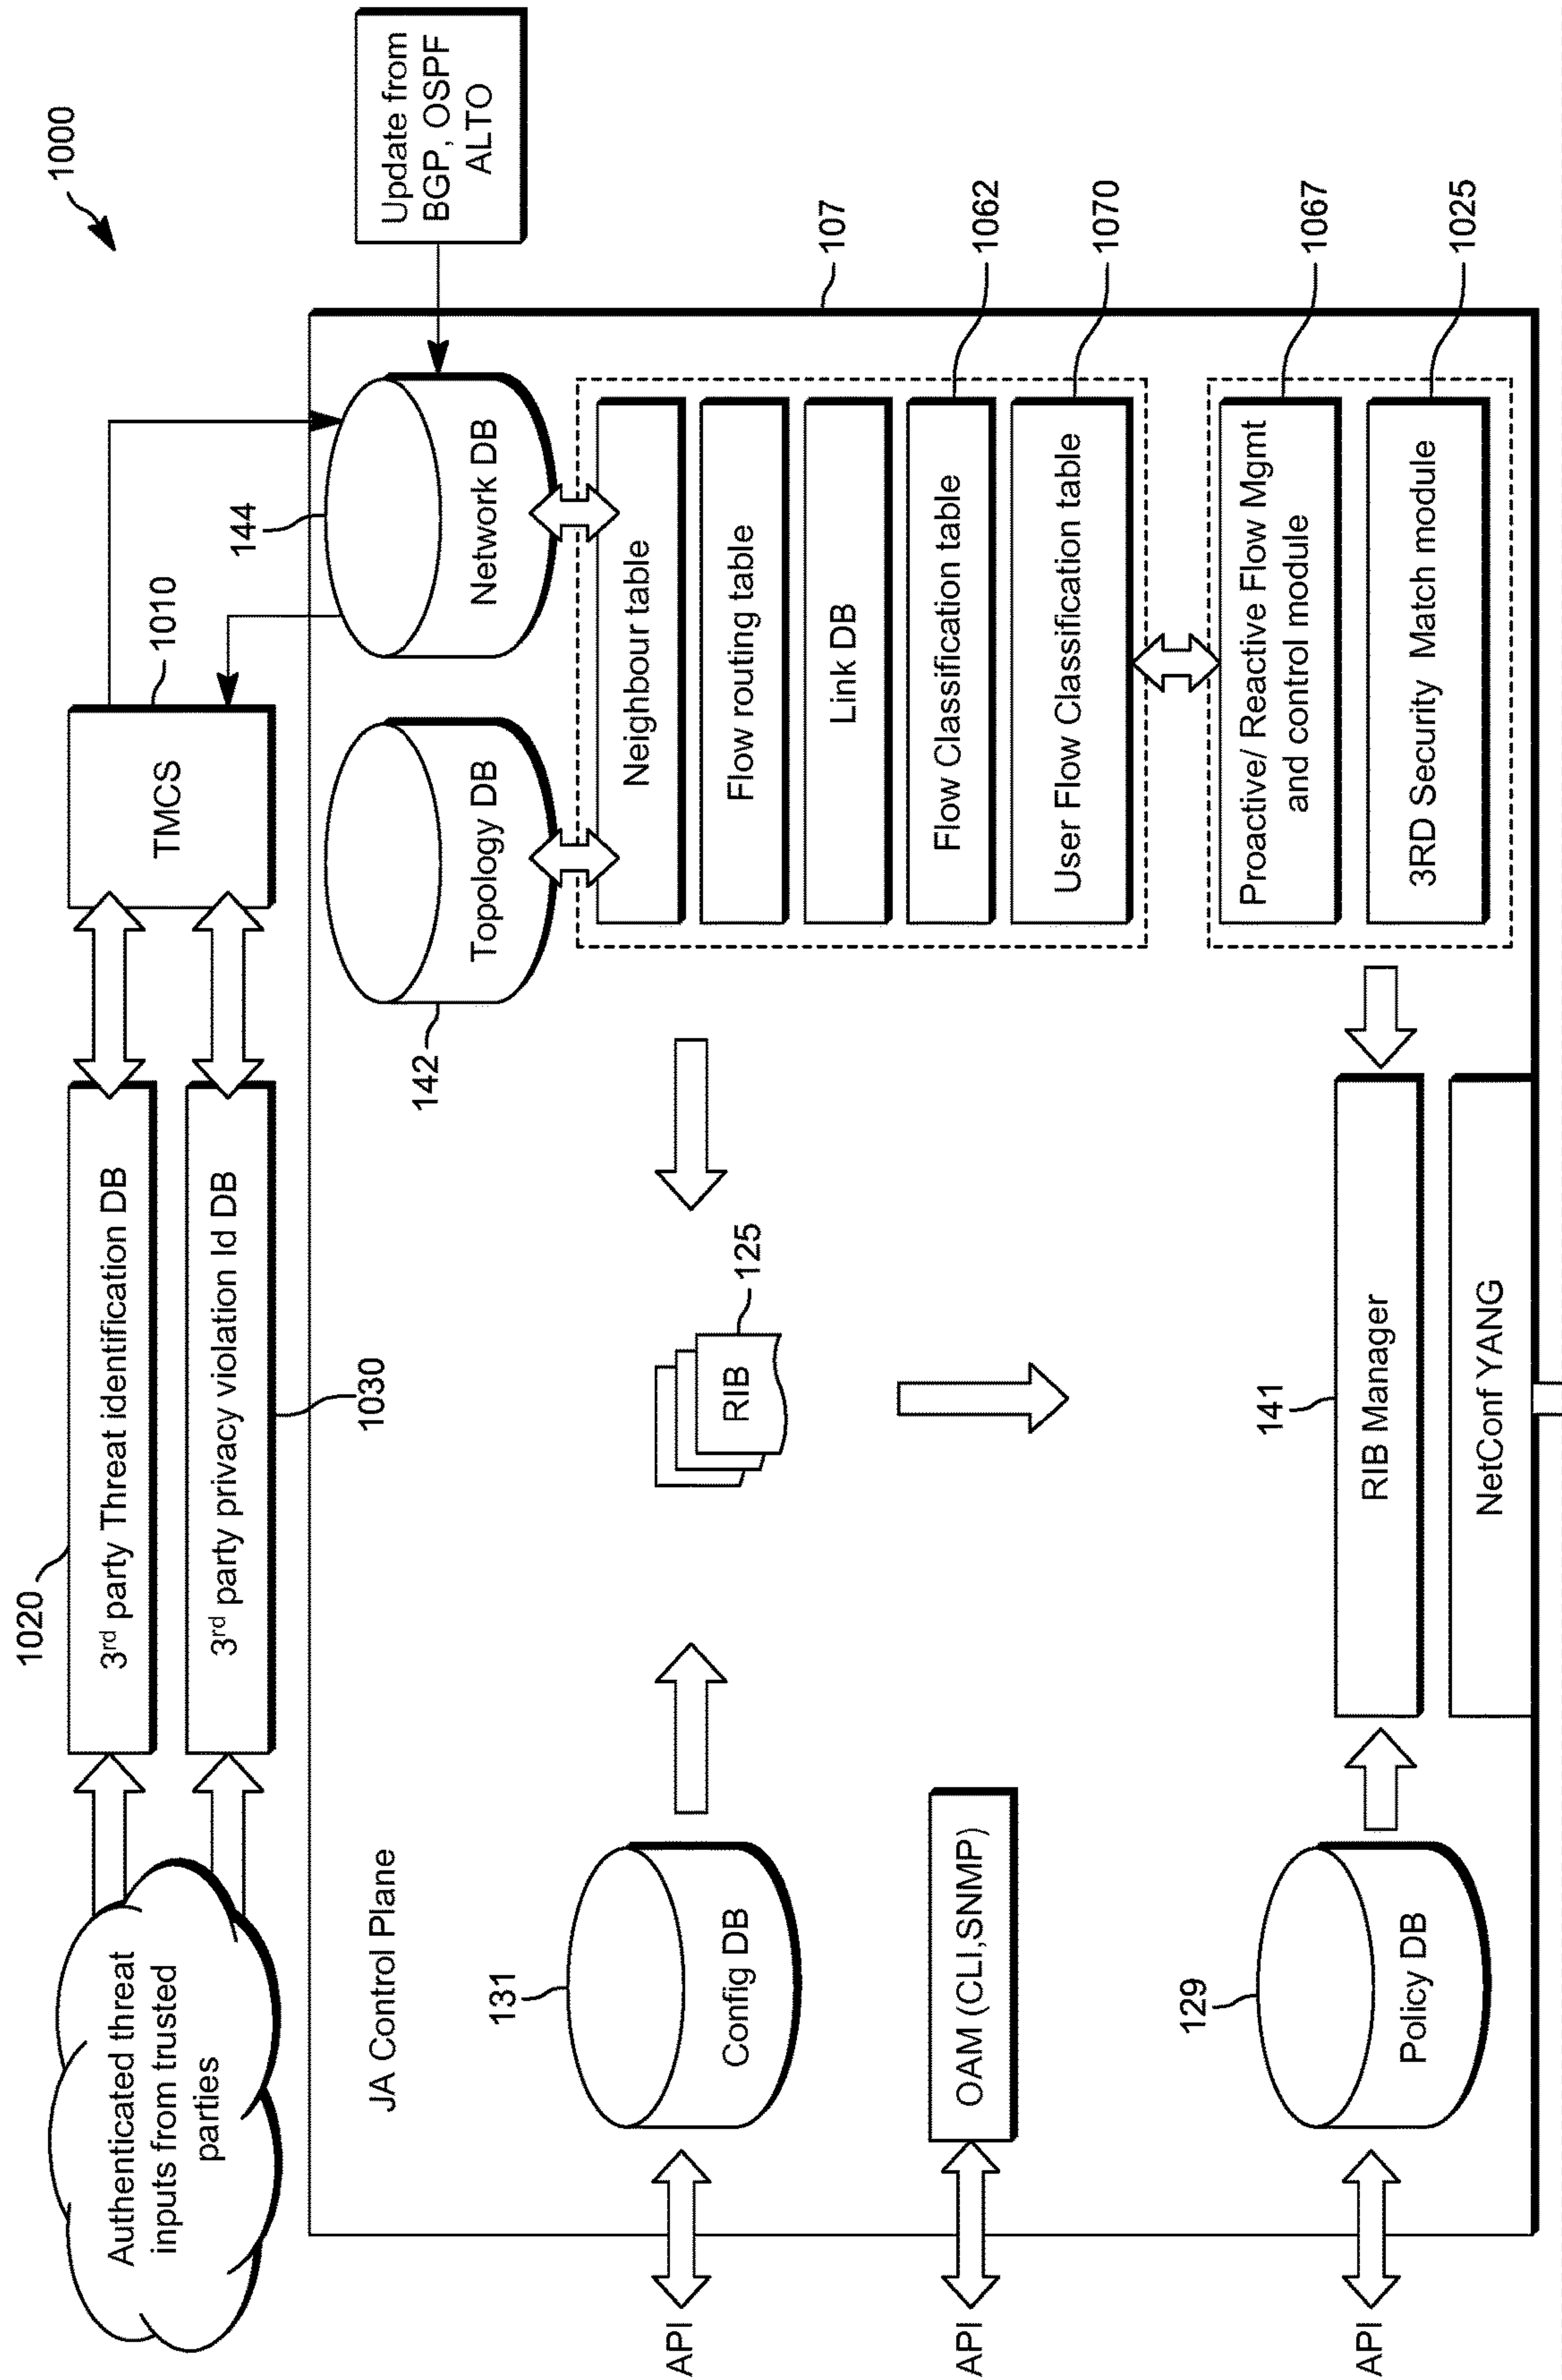 1000
Authenticated threat
inputs from trusted
parties
1020
3rd party Threat identification DB
3rd party privacy violation Id DB
1030
TMCS
1010
144
Update from
BGP, OSPF
ALTO
JA Control Plane
107
142
Topology DB
Network DB
API
131
Config DB
RIB
125
Neighbour table
Flow routing table
Link DB
Flow Classification table
1062
User Flow Classification table
1070
API
OAM (CLI,SNMP)
API
129
Policy DB
141
RIB Manager
NetConf YANG
Proactive/ Reactive Flow Mgmt
and control module
1067
3RD Security Match module
1025